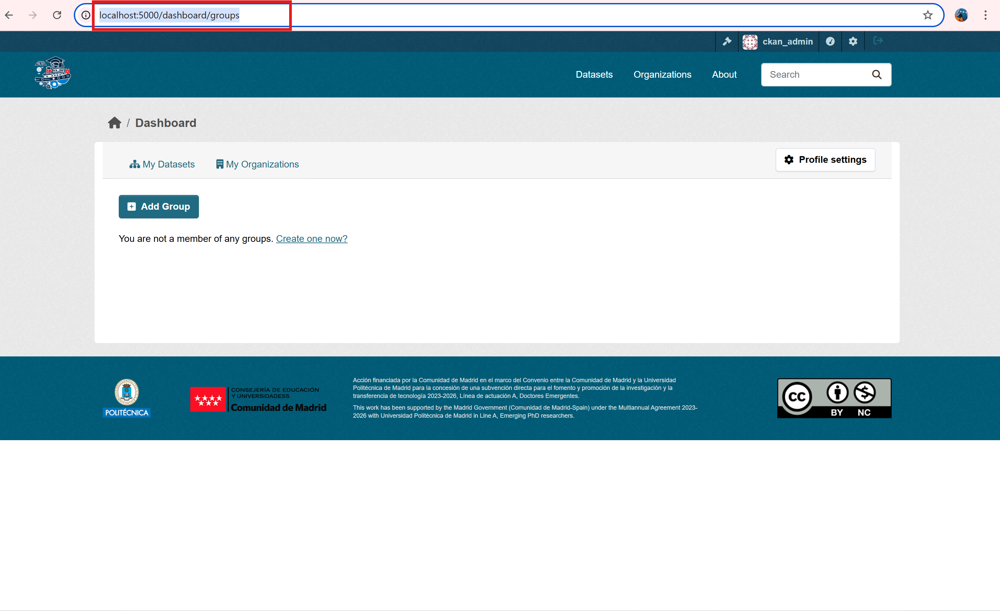 localhost:5000/dashboard/groups
ckan_admin
Datasets
Organizations
About
Search
/ Dashboard
My Datasets
My Organizations
Profile settings
Add Group
You are not a member of any groups. Create one now?
POLITÉCNICA
CONSEJERÍA DE EDUCACIÓN
Y UNIVERSIDADESS
Comunidad de Madrid
Acción financiada por la Comunidad de Madrid en el marco del Convenio entre la Comunidad de Madrid y la Universidad
Politécnica de Madrid para la concesión de una subvención directa para el fomento y promoción de la investigación y la
transferencia de tecnología 2023-2026, Línea de actuación A, Doctores Emergentes.
This work has been supported by the Madrid Government (Comunidad de Madrid-Spain) under the Multiannual Agreement 2023-
2026 with Universidad Politécnica de Madrid in Line A, Emerging PhD researchers.
CC
BY NC